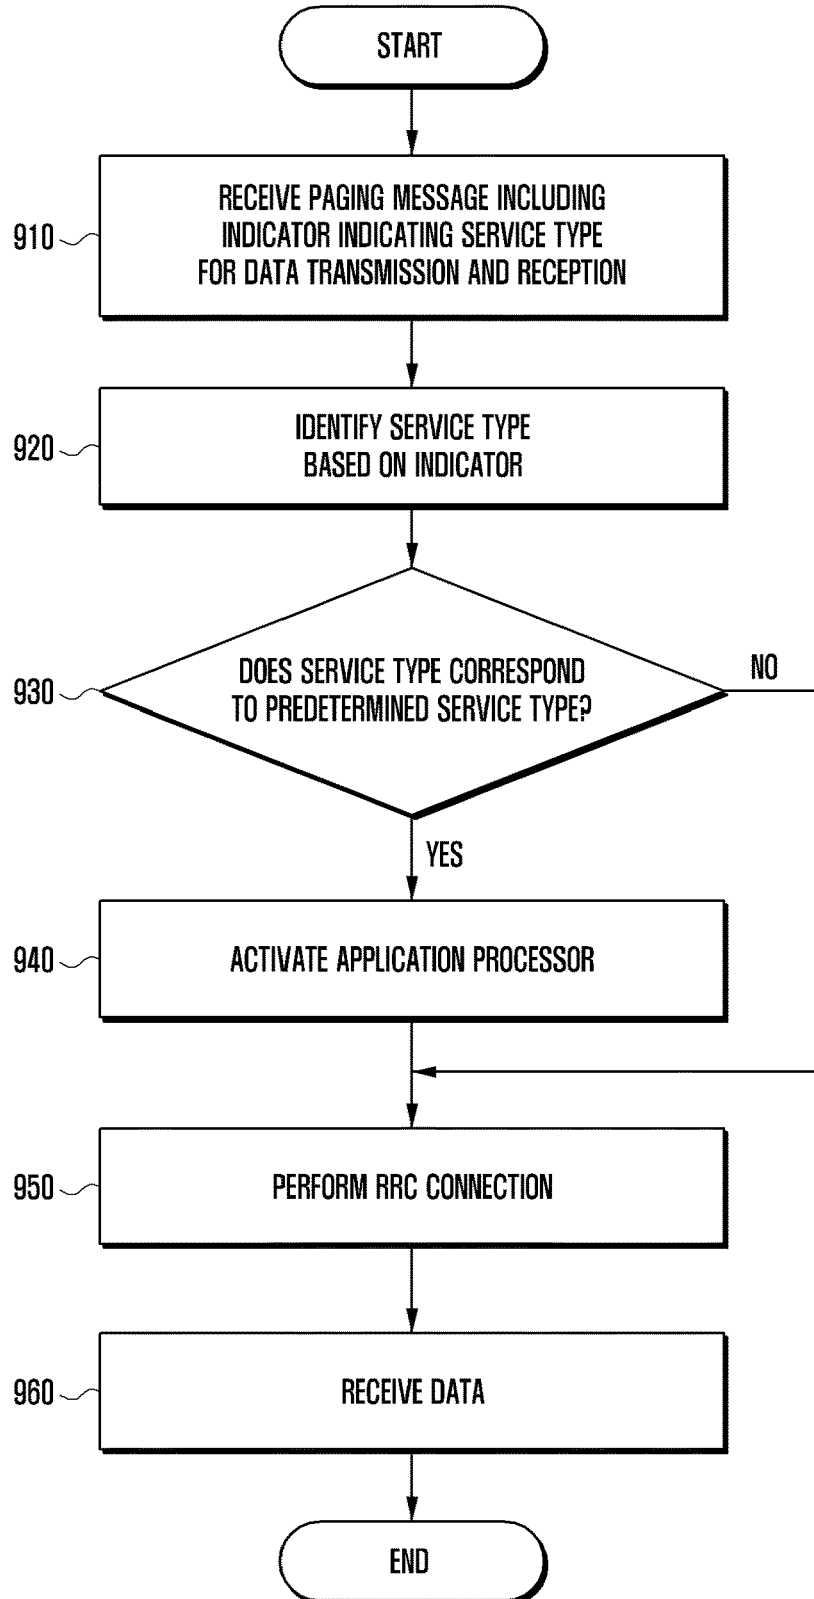 START
910
RECEIVE PAGING MESSAGE INCLUDING
INDICATOR INDICATING SERVICE TYPE
FOR DATA TRANSMISSION AND RECEPTION
920
IDENTIFY SERVICE TYPE
BASED ON INDICATOR
930
DOES SERVICE TYPE CORRESPOND
TO PREDETERMINED SERVICE TYPE?
NO
YES
940
ACTIVATE APPLICATION PROCESSOR
950
PERFORM RRC CONNECTION
960
RECEIVE DATA
END